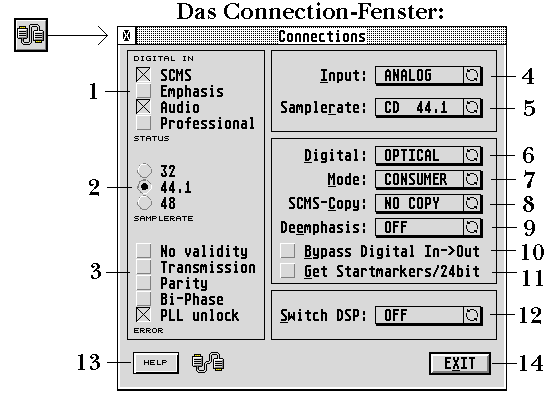 Das Connection-Fenster:
Connections
DIGITAL IN
SCMS
1 Emphasis
Audio
Professional
STATUS
32
2 44.1
48
SAMPLERATE
No validity
3 Transmission
Parity
Bi-Phase
PLL unlock
ERROR
Input: ANALOG 4
Samplerate: CD 44.1 5
Digital: OPTICAL 6
Mode: CONSUMER 7
SCMS-Copy: NO COPY 8
Deemphasis: OFF 9
Bypass Digital In->Out 10
Get Startmarkers/24bit 11
Switch DSP: OFF 12
13 HELP
EXIT 14